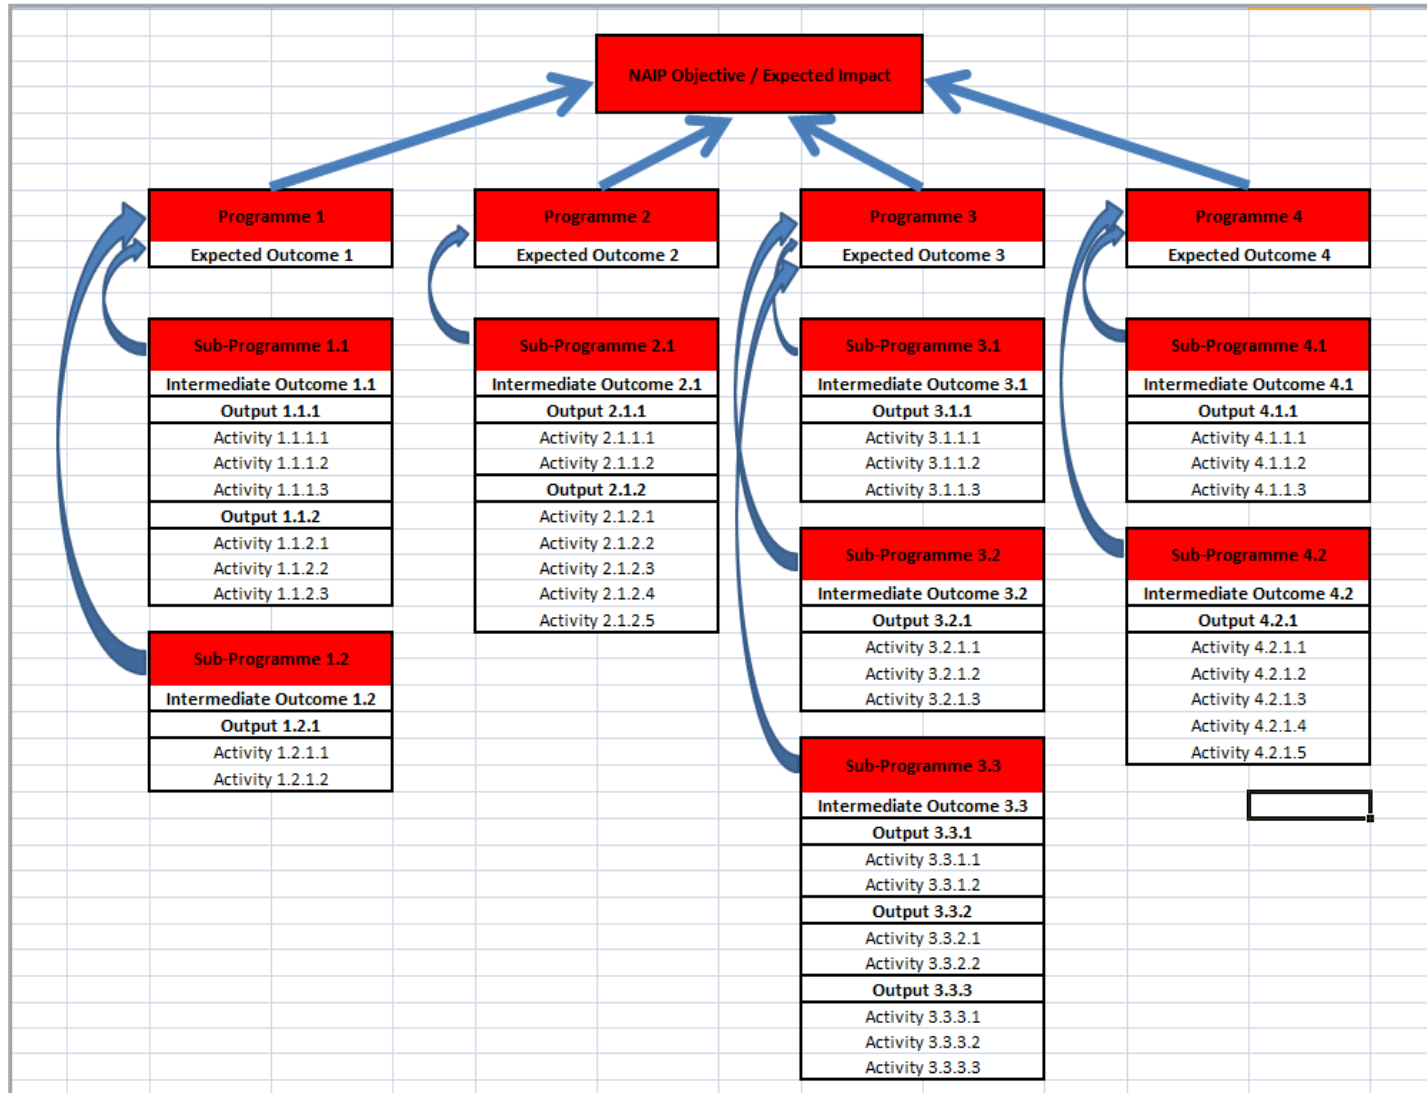 NAIP Objective / Expected Impact
Programme 1
Expected Outcome 1
Sub-Programme 1.1
Intermediate Outcome 1.1
Output 1.1.1
Activity 1.1.1.1
Activity 1.1.1.2
Activity 1.1.1.3
Output 1.1.2
Activity 1.1.2.1
Activity 1.1.2.2
Activity 1.1.2.3
Sub-Programme 1.2
Intermediate Outcome 1.2
Output 1.2.1
Activity 1.2.1.1
Activity 1.2.1.2
Programme 2
Expected Outcome 2
Sub-Programme 2.1
Intermediate Outcome 2.1
Output 2.1.1
Activity 2.1.1.1
Activity 2.1.1.2
Output 2.1.2
Activity 2.1.2.1
Activity 2.1.2.2
Activity 2.1.2.3
Activity 2.1.2.4
Activity 2.1.2.5
Programme 3
Expected Outcome 3
Sub-Programme 3.1
Intermediate Outcome 3.1
Output 3.1.1
Activity 3.1.1.1
Activity 3.1.1.2
Activity 3.1.1.3
Sub-Programme 3.2
Intermediate Outcome 3.2
Output 3.2.1
Activity 3.2.1.1
Activity 3.2.1.2
Activity 3.2.1.3
Sub-Programme 3.3
Intermediate Outcome 3.3
Output 3.3.1
Activity 3.3.1.1
Activity 3.3.1.2
Output 3.3.2
Activity 3.3.2.1
Activity 3.3.2.2
Output 3.3.3
Activity 3.3.3.1
Activity 3.3.3.2
Activity 3.3.3.3
Programme 4
Expected Outcome 4
Sub-Programme 4.1
Intermediate Outcome 4.1
Output 4.1.1
Activity 4.1.1.1
Activity 4.1.1.2
Activity 4.1.1.3
Sub-Programme 4.2
Intermediate Outcome 4.2
Output 4.2.1
Activity 4.2.1.1
Activity 4.2.1.2
Activity 4.2.1.3
Activity 4.2.1.4
Activity 4.2.1.5